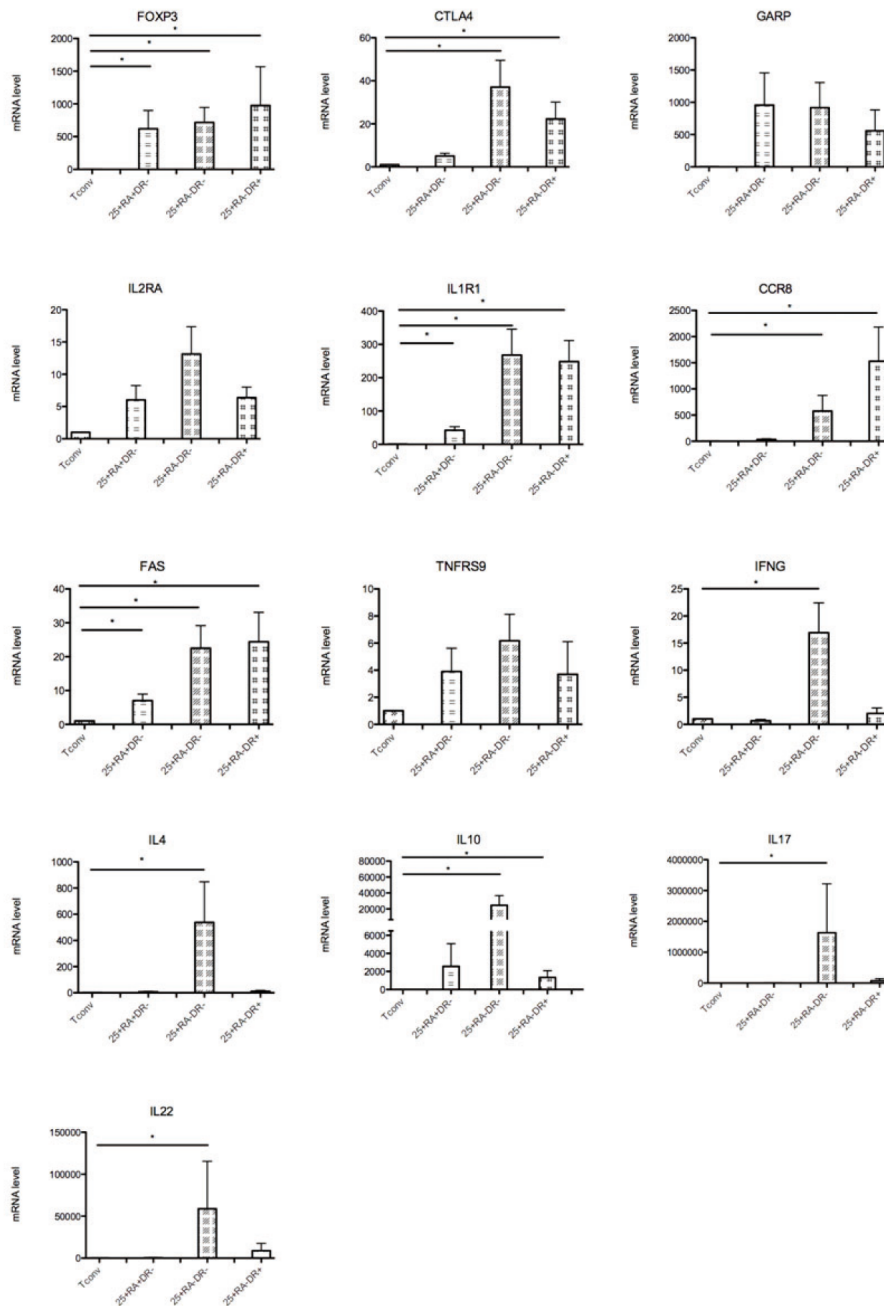 FOXP3
mRNA level
2000
1500
1000
500
0
*
*
*
Tconv
25+RA+DR-
25+RA-DR-
25+RA-DR+
CTLA4
mRNA level
60
40
20
0
*
*
Tconv
25+RA+DR-
25+RA-DR-
25+RA-DR+
GARP
mRNA level
2000
1500
1000
500
0
Tconv
25+RA+DR-
25+RA-DR-
25+RA-DR+
IL2RA
mRNA level
20
15
10
5
0
Tconv
25+RA+DR-
25+RA-DR-
25+RA-DR+
IL1R1
mRNA level
400
300
200
100
0
*
*
*
Tconv
25+RA+DR-
25+RA-DR-
25+RA-DR+
CCR8
mRNA level
2500
2000
1500
1000
500
0
*
*
Tconv
25+RA+DR-
25+RA-DR-
25+RA-DR+
FAS
mRNA level
40
30
20
10
0
*
*
*
Tconv
25+RA+DR-
25+RA-DR-
25+RA-DR+
TNFRS9
mRNA level
10
8
6
4
2
0
Tconv
25+RA+DR-
25+RA-DR-
25+RA-DR+
IFNG
mRNA level
25
20
15
10
5
0
*
Tconv
25+RA+DR-
25+RA-DR-
25+RA-DR+
IL4
mRNA level
1000
800
600
400
200
0
*
Tconv
25+RA+DR-
25+RA-DR-
25+RA-DR+
IL10
mRNA level
80000
60000
40000
20000
6000
4000
2000
0
*
*
Tconv
25+RA+DR-
25+RA-DR-
25+RA-DR+
IL17
mRNA level
4000000
3000000
2000000
1000000
0
*
Tconv
25+RA+DR-
25+RA-DR-
25+RA-DR+
IL22
mRNA level
150000
100000
50000
0
*
Tconv
25+RA+DR-
25+RA-DR-
25+RA-DR+